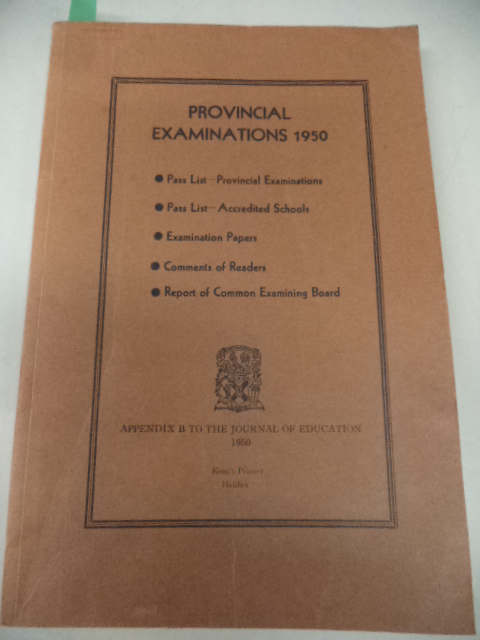 PROVINCIAL
EXAMINATIONS 1950
● Pass List—Provincial Examinations
● Pass List—Accredited Schools
● Examination Papers
● Comments of Readers
● Report of Common Examining Board
APPENDIX B TO THE JOURNAL OF EDUCATION
1950
King's Printer
Halifax